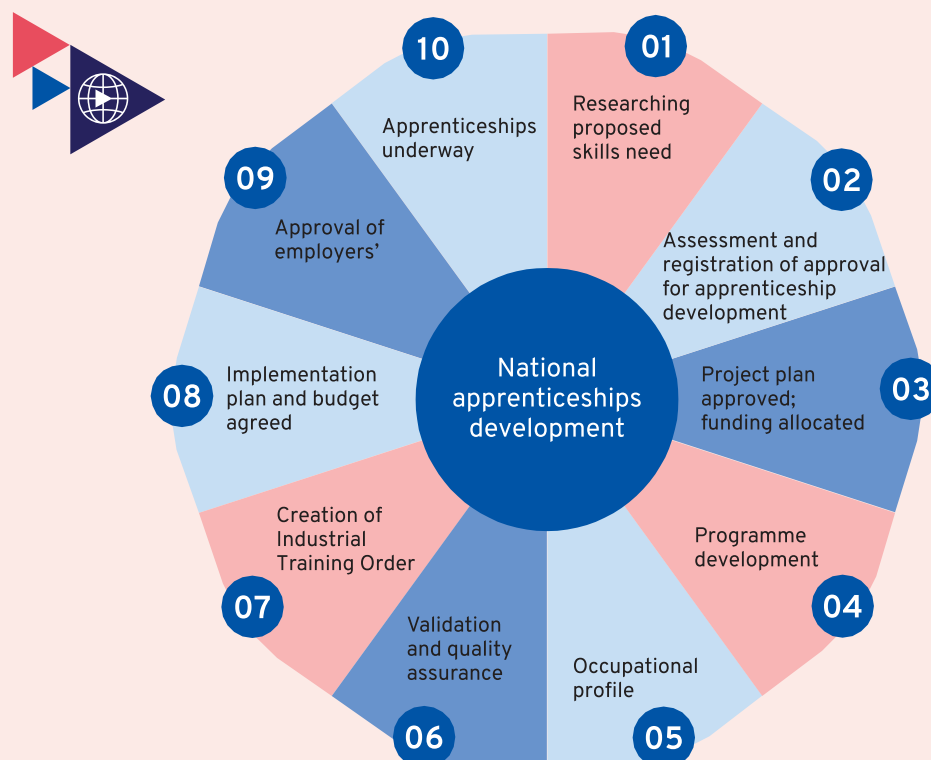 01
Researching
proposed
skills need
02
Assessment and
registration of approval
for apprenticeship
development
03
Project plan
approved;
funding allocated
04
Programme
development
05
Occupational
profile
06
Validation
and quality
assurance
07
Creation of
Industrial
Training Order
08
Implementation
plan and budget
agreed
09
Approval of
employers’
10
Apprenticeships
underway
National
apprenticeships
development